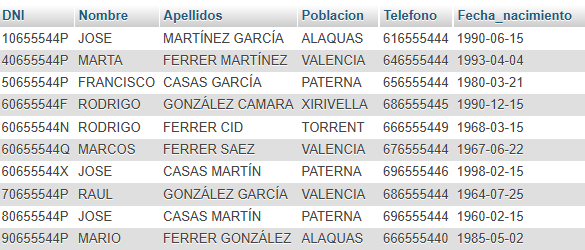 DNI Nombre Apellidos Poblacion Telefono Fecha_nacimiento
10655544P JOSE MARTÍNEZ GARCÍA ALAQUAS 616555444 1990-06-15
40655544P MARTA FERRER MARTÍNEZ VALENCIA 646555444 1993-04-04
50655544P FRANCISCO CASAS GARCÍA PATERNA 656555444 1980-03-21
60655544F RODRIGO GONZÁLEZ CAMARA XIRIVELLA 686555445 1990-12-15
60655544N RODRIGO FERRER CID TORRENT 666555449 1968-03-15
60655544Q MARCOS FERRER SAEZ VALENCIA 676555444 1967-06-22
60655544X JOSE CASAS MARTÍN PATERNA 696555446 1998-02-15
70655544P RAUL GONZÁLEZ GARCÍA VALENCIA 686555444 1964-07-25
80655544P JOSE CASAS MARTÍN PATERNA 696555444 1960-02-15
90655544P MARIO FERRER GONZÁLEZ ALAQUAS 666555440 1985-05-02